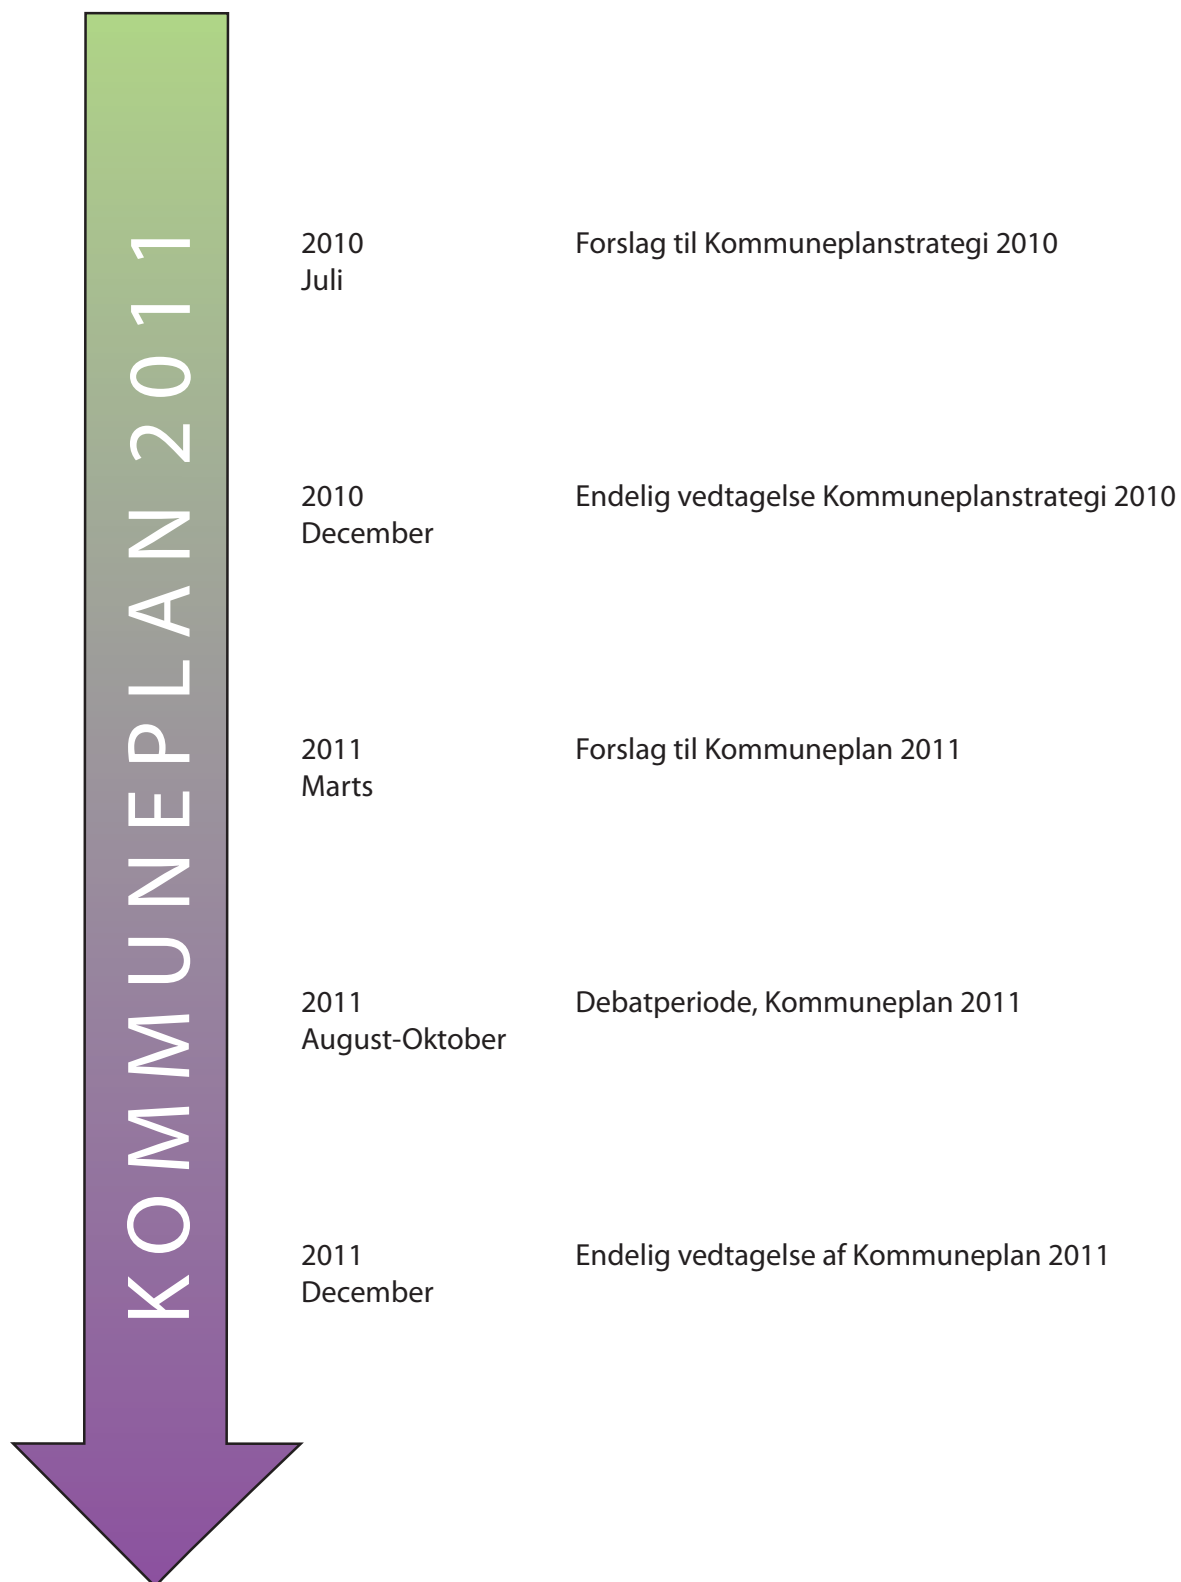 KOMMUNEPLAN 2011
2010 Forslag til Kommuneplanstrategi 2010
Juli
2010 Endelig vedtagelse Kommuneplanstrategi 2010
December
2011 Forslag til Kommuneplan 2011
Marts
2011 Debatperiode, Kommuneplan 2011
August-Oktober
2011 Endelig vedtagelse af Kommuneplan 2011
December